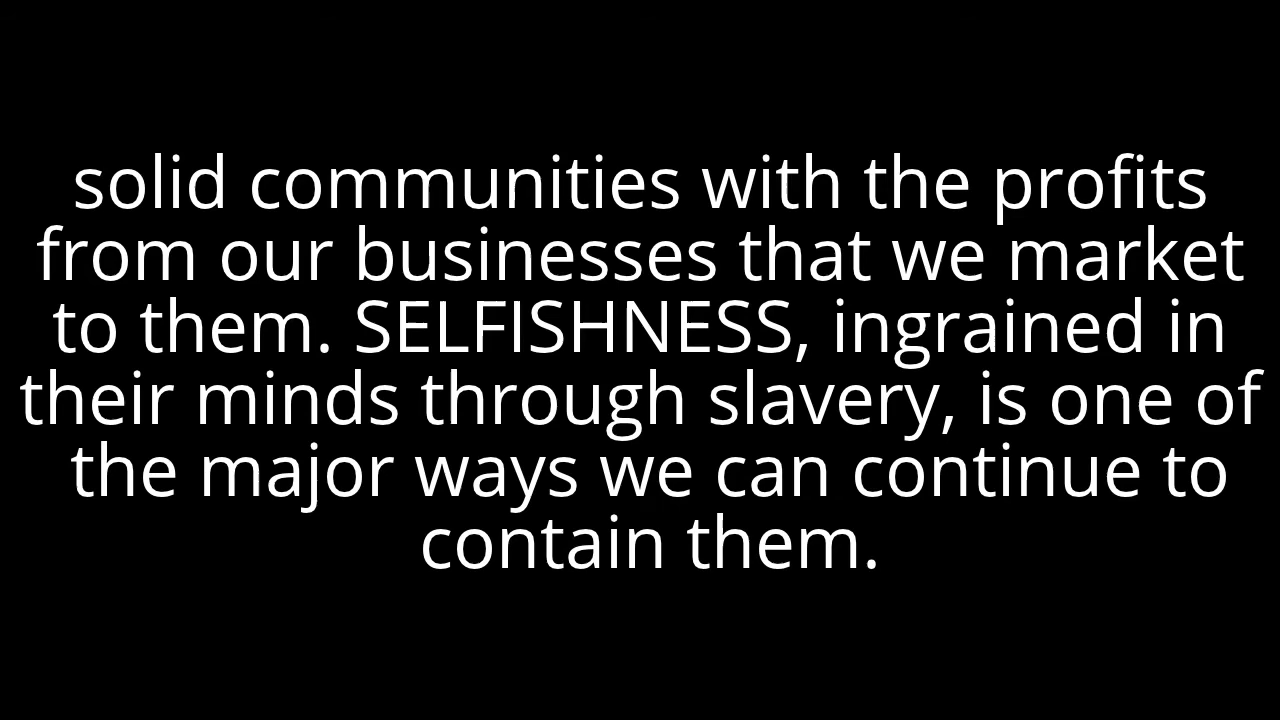 solid communities with the profits
from our businesses that we market
to them. SELFISHNESS, ingrained in
their minds through slavery, is one of
the major ways we can continue to
contain them.